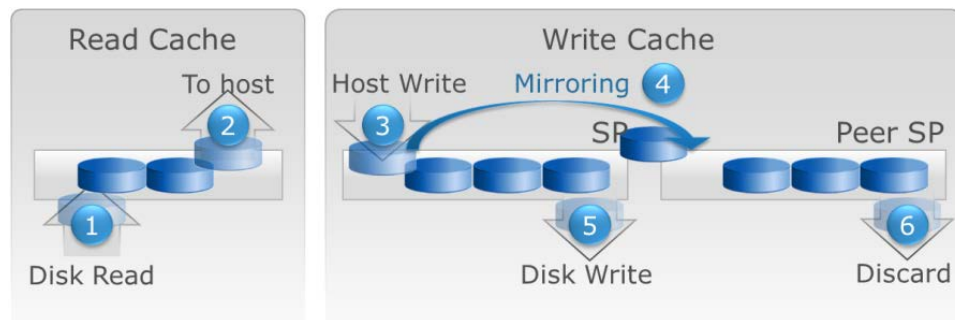 Read Cache
To host
2
1
Disk Read
Write Cache
Host Write
Mirroring 4
3
SP
Peer SP
5
6
Disk Write
Discard